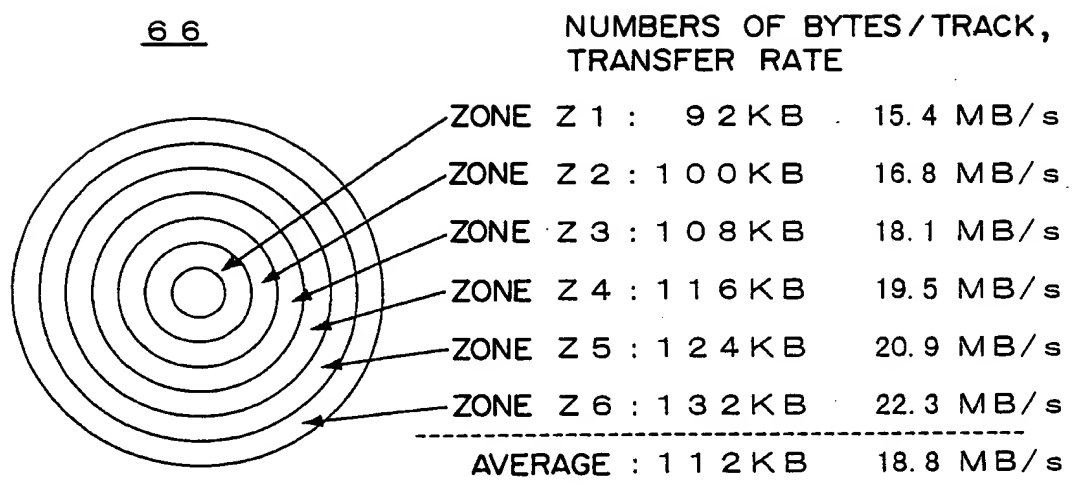 66
NUMBERS OF BYTES/TRACK,
TRANSFER RATE
ZONE Z1: 92KB 15.4 MB/s
ZONE Z2: 100KB 16.8 MB/s
ZONE Z3: 108KB 18.1 MB/s
ZONE Z4: 116KB 19.5 MB/s
ZONE Z5: 124KB 20.9 MB/s
ZONE Z6: 132KB 22.3 MB/s
AVERAGE: 112KB 18.8 MB/s